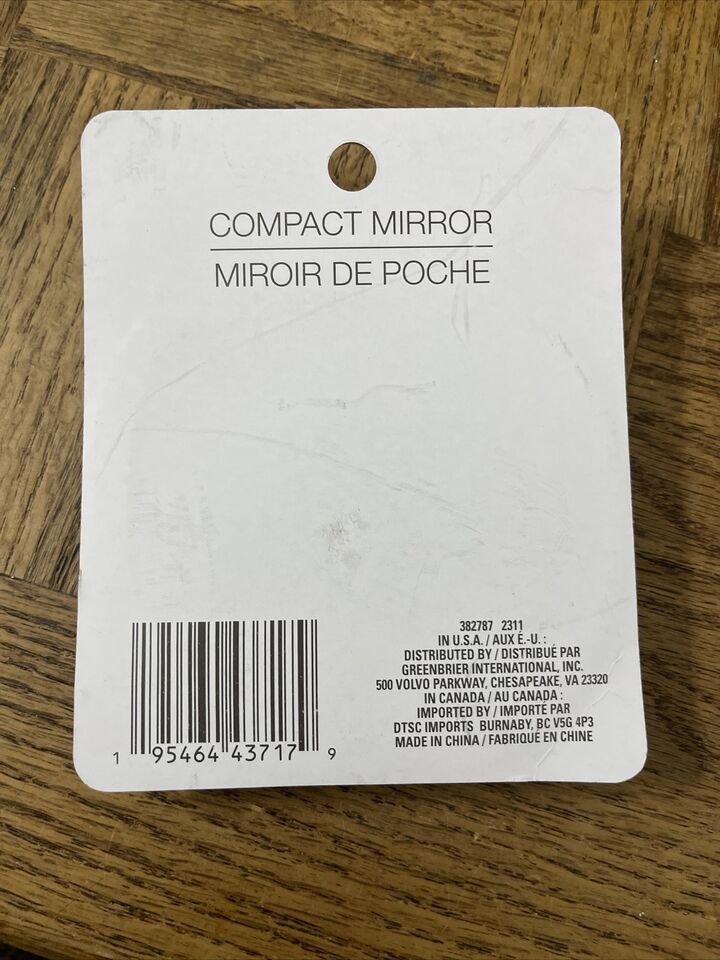 COMPACT MIRROR
MIROIR DE POCHE
382787 2311
IN U.S.A. / AUX É.-U. :
DISTRIBUTED BY / DISTRIBUÉ PAR
GREENBRIER INTERNATIONAL, INC.
500 VOLVO PARKWAY, CHESAPEAKE, VA 23320
IN CANADA / AU CANADA :
IMPORTED BY / IMPORTÉ PAR
DTSC IMPORTS BURNABY, BC V5G 4P3
MADE IN CHINA / FABRIQUÉ EN CHINE
1 95464 43717 9